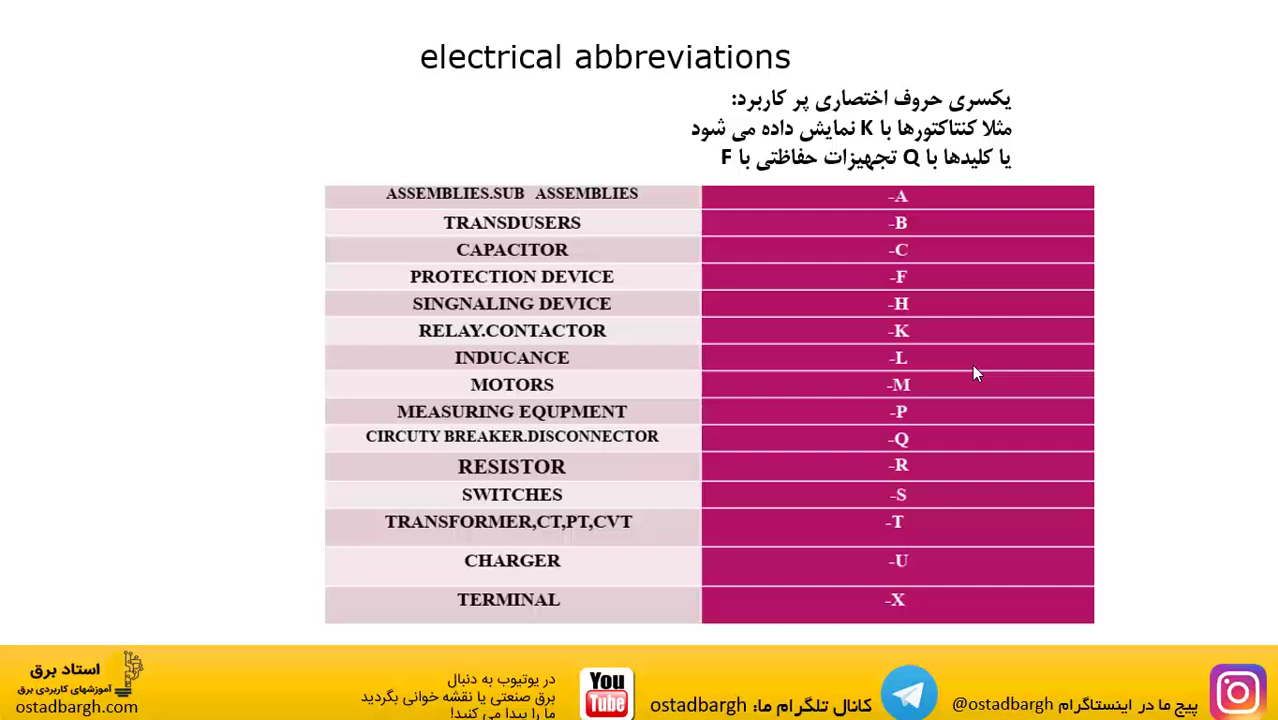 electrical abbreviations
یکسری حروف اختصاری پر کاربرد:
مثلا کنتاکتورها با K نمایش داده می شود
یا کلیدها با Q تجهیزات حفاظتی با F
ASSEMBLIES.SUB ASSEMBLIES -A
TRANSDUSERS -B
CAPACITOR -C
PROTECTION DEVICE -F
SINGNALING DEVICE -H
RELAY.CONTACTOR -K
INDUCANCE -L
MOTORS -M
MEASURING EQUPMENT -P
CIRCUTY BREAKER.DISCONNECTOR -Q
RESISTOR -R
SWITCHES -S
TRANSFORMER,CT,PT,CVT -T
CHARGER -U
TERMINAL -X
استاد برق
آموزشهای کاربردی برق
ostadbargh.com
در یوتیوب به دنبال
برق صنعتی یا نقشه خوانی بگردید
ما را پیدا می کنید!
You
Tube
کانال تلگرام ما: ostadbargh
پیج ما در اینستاگرام @ostadbargh